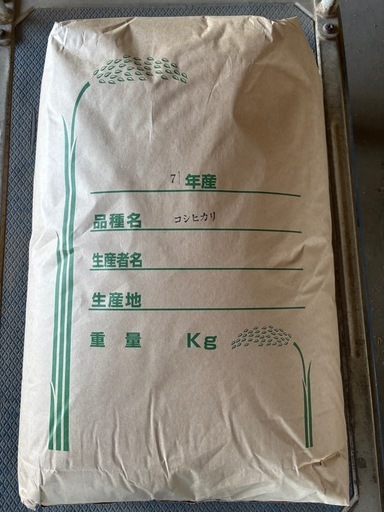 7年産
品種名 コシヒカリ
生産者名
生産地
重量 Kg